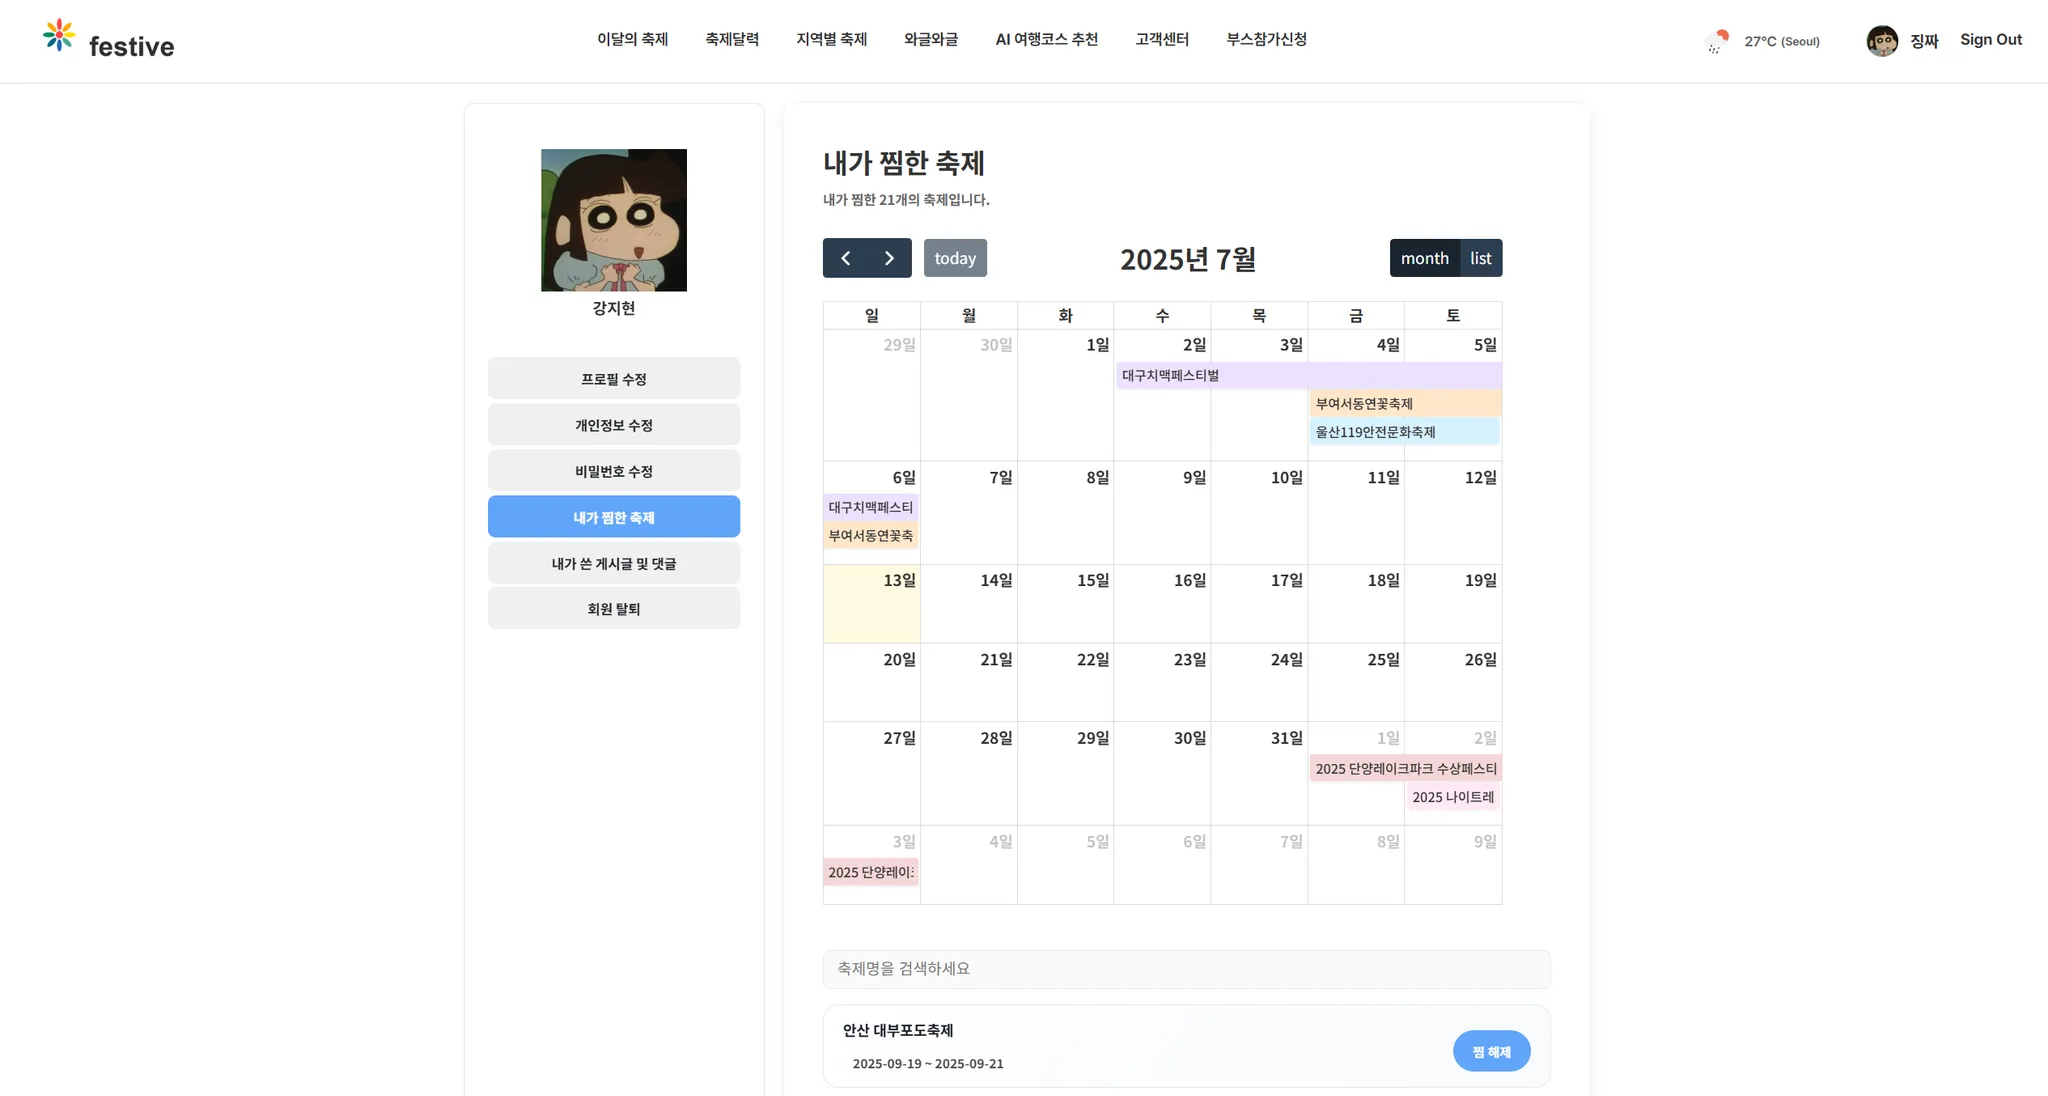 festive
이달의 축제 축제달력 지역별 축제 와글와글 AI 여행코스 추천 고객센터 부스참가신청
27°C (Seoul)
징짜 Sign Out
강지현
프로필 수정
개인정보 수정
비밀번호 수정
내가 찜한 축제
내가 쓴 게시글 및 댓글
회원 탈퇴
내가 찜한 축제
내가 찜한 21개의 축제입니다.
today 2025년 7월 month list
일 월 화 수 목 금 토
29일 30일 1일 2일 3일 4일 5일
대구치맥페스티벌
부여서동연꽃축제
울산119안전문화축제
6일 7일 8일 9일 10일 11일 12일
대구치맥페스티
부여서동연꽃축
13일 14일 15일 16일 17일 18일 19일
20일 21일 22일 23일 24일 25일 26일
27일 28일 29일 30일 31일 1일 2일
2025 단양레이크파크 수상페스티
2025 나이트레
3일 4일 5일 6일 7일 8일 9일
2025 단양레이
축제명을 검색하세요
안산 대부포도축제
2025-09-19 ~ 2025-09-21
찜 해제